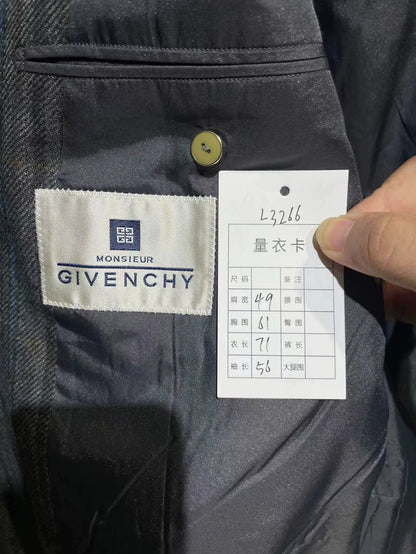 MONSIEUR
GIVENCHY
L3266
量衣卡
尺码 备注
肩宽 49 腰围
胸围 61 臀围
衣长 71 裤长
袖长 56 大腿围